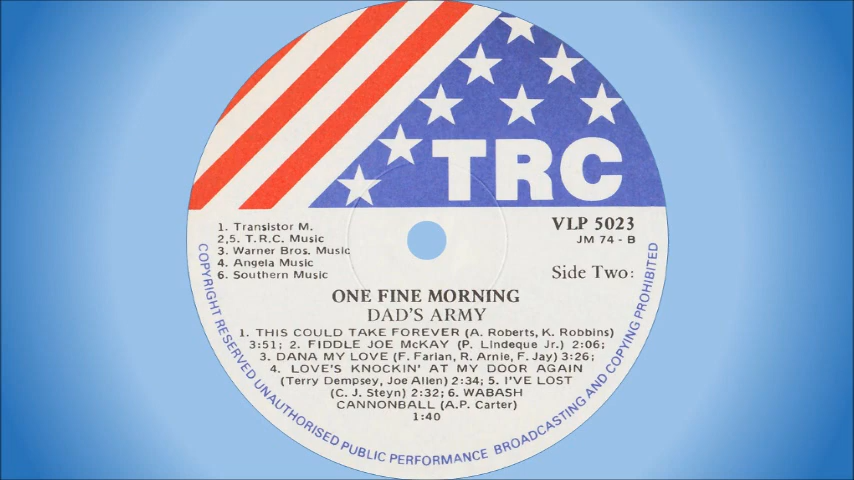 TRC
1. Transistor M.
2,5. T.R.C. Music
3. Warner Bros. Music
4. Angela Music
6. Southern Music
VLP 5023
JM 74 - B
Side Two:
ONE FINE MORNING
DAD'S ARMY
1. THIS COULD TAKE FOREVER (A. Roberts, K. Robbins)
3:51; 2. FIDDLE JOE McKAY (P. Lindeque Jr.) 2:06;
3. DANA MY LOVE (F. Farian, R. Arnie, F. Jay) 3:26;
4. LOVE'S KNOCKIN' AT MY DOOR AGAIN
(Terry Dempsey, Joe Allen) 2:34; 5. I'VE LOST
(C. J. Steyn) 2:32; 6. WABASH
CANNONBALL (A.P. Carter)
1:40
COPYRIGHT RESERVED UNAUTHORISED PUBLIC PERFORMANCE BROADCASTING AND COPYING PROHIBITED